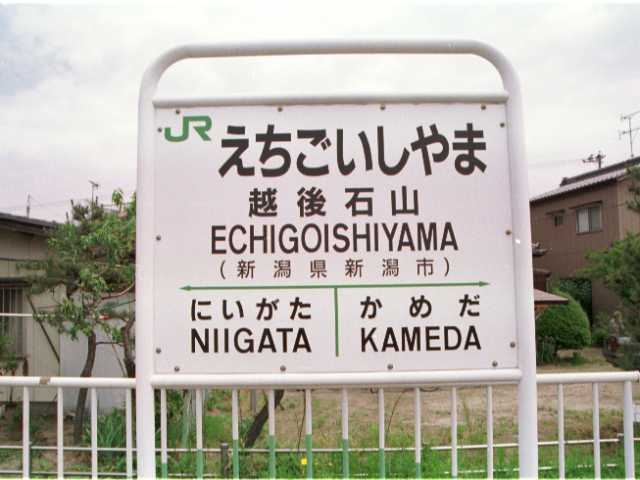 JR えちごいしやま
越後石山
ECHIGOISHIYAMA
(新潟県新潟市)
にいがた かめだ
NIIGATA KAMEDA